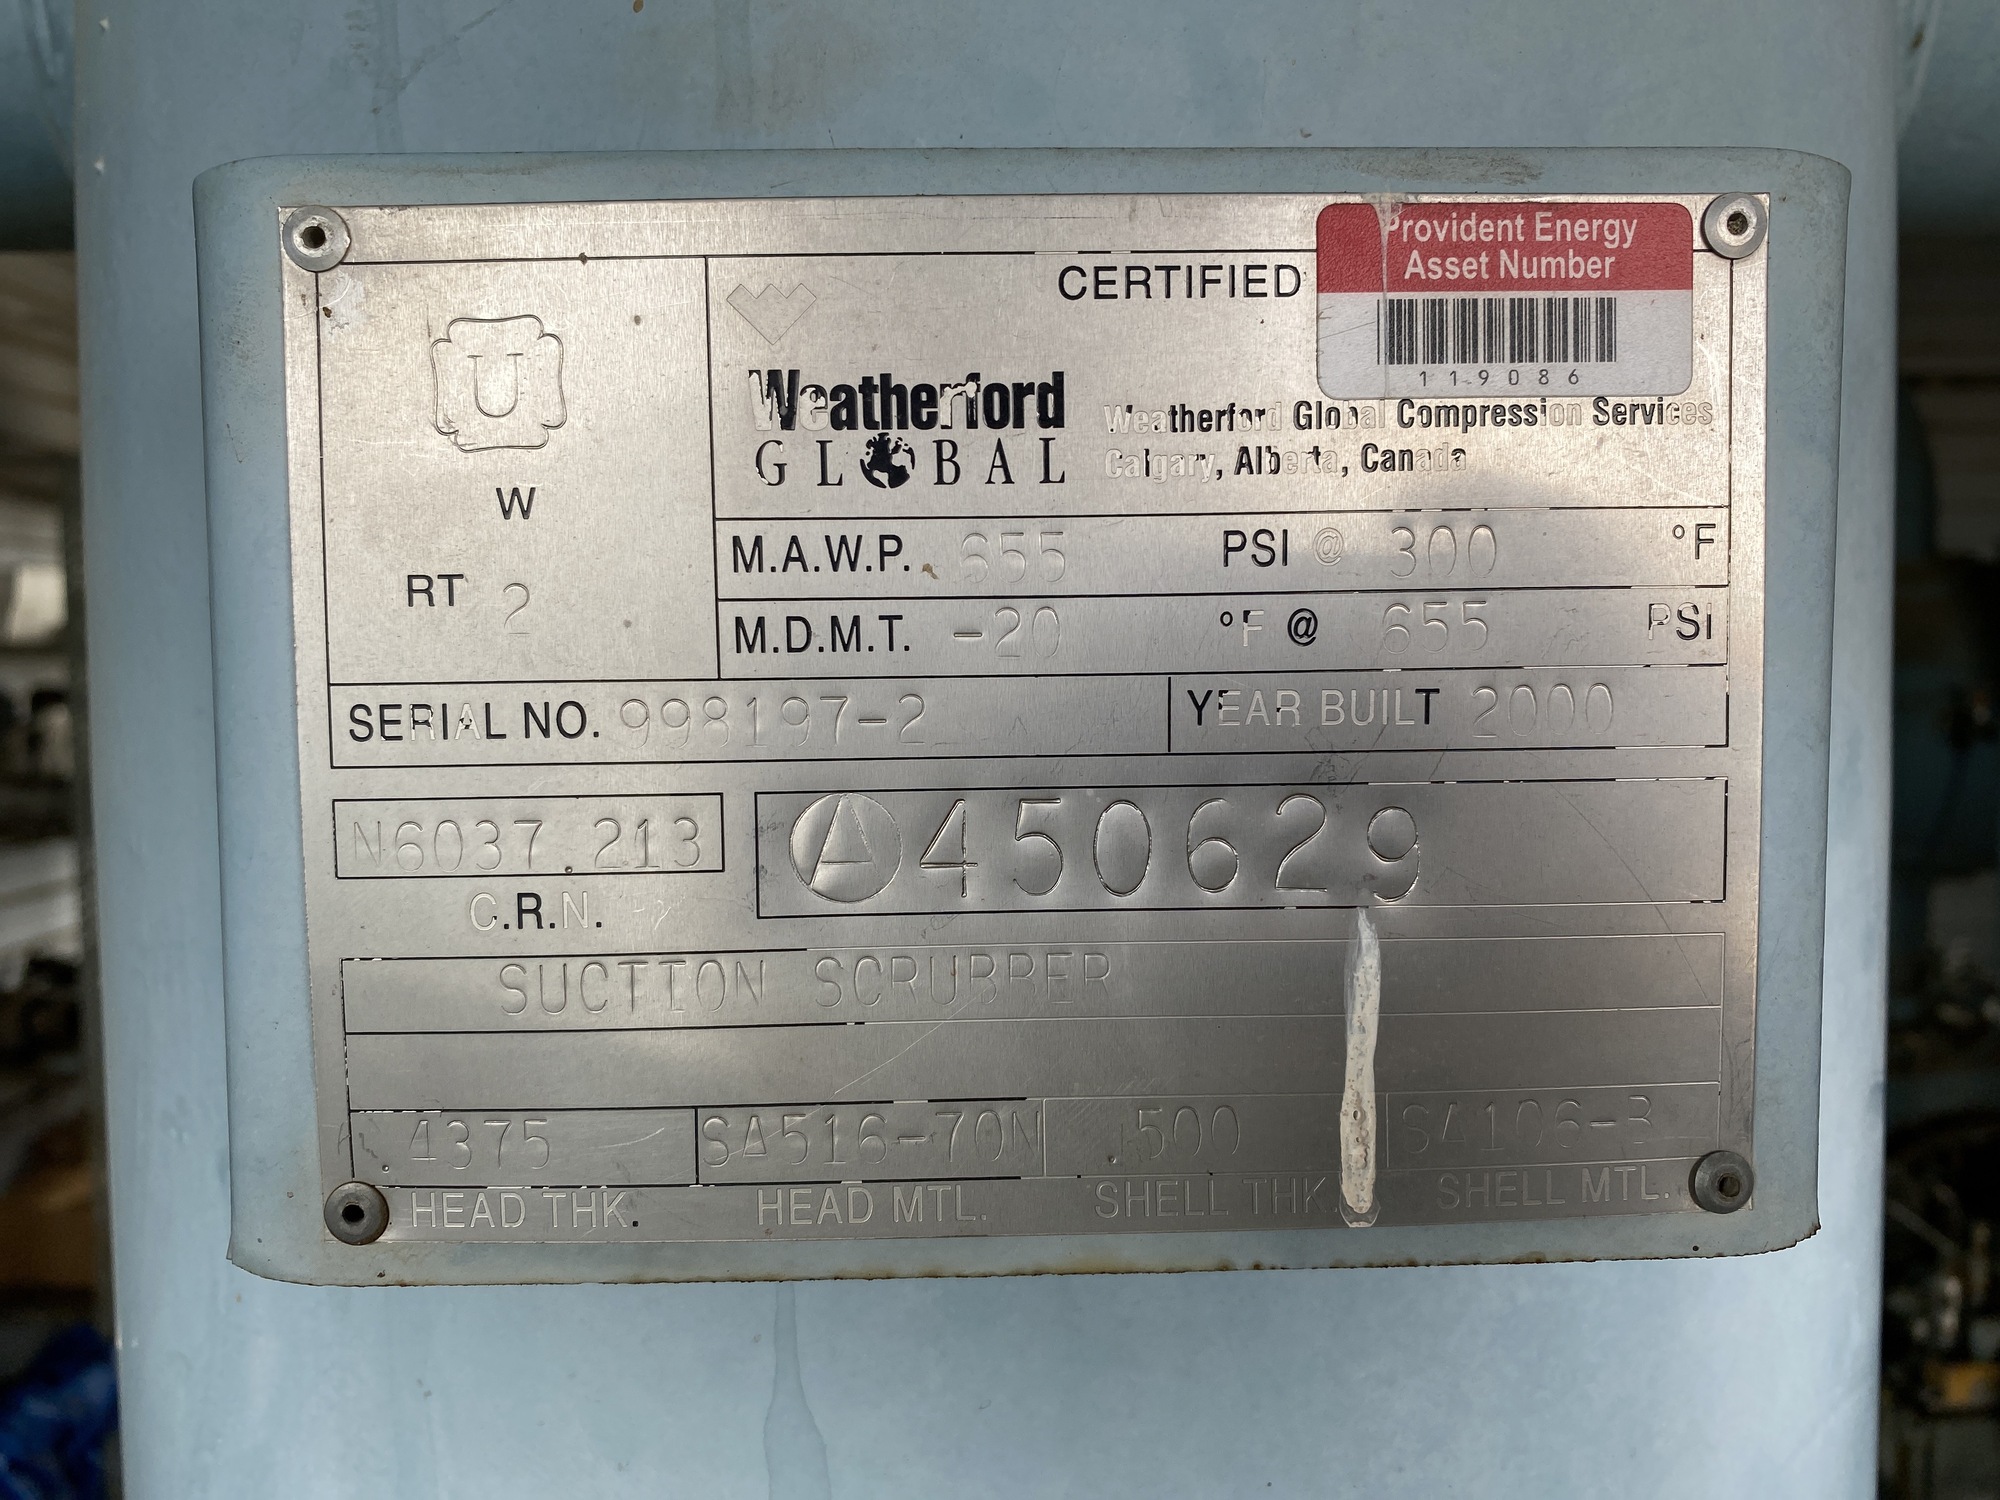 Provident Energy
Asset Number
119086
CERTIFIED
U
W
RT 2
Weatherford
GLOBAL
Weatherford Global Compression Services
Calgary, Alberta, Canada
M.A.W.P. 655 PSI @ 300 °F
M.D.M.T. -20 °F @ 655 PSI
SERIAL NO. 998197-2
YEAR BUILT 2000
N6037.213
C.R.N.
A 450629
SUCTION SCRUBBER
.4375 SA516-70N .500 SA106-B
HEAD THK. HEAD MTL. SHELL THK. SHELL MTL.